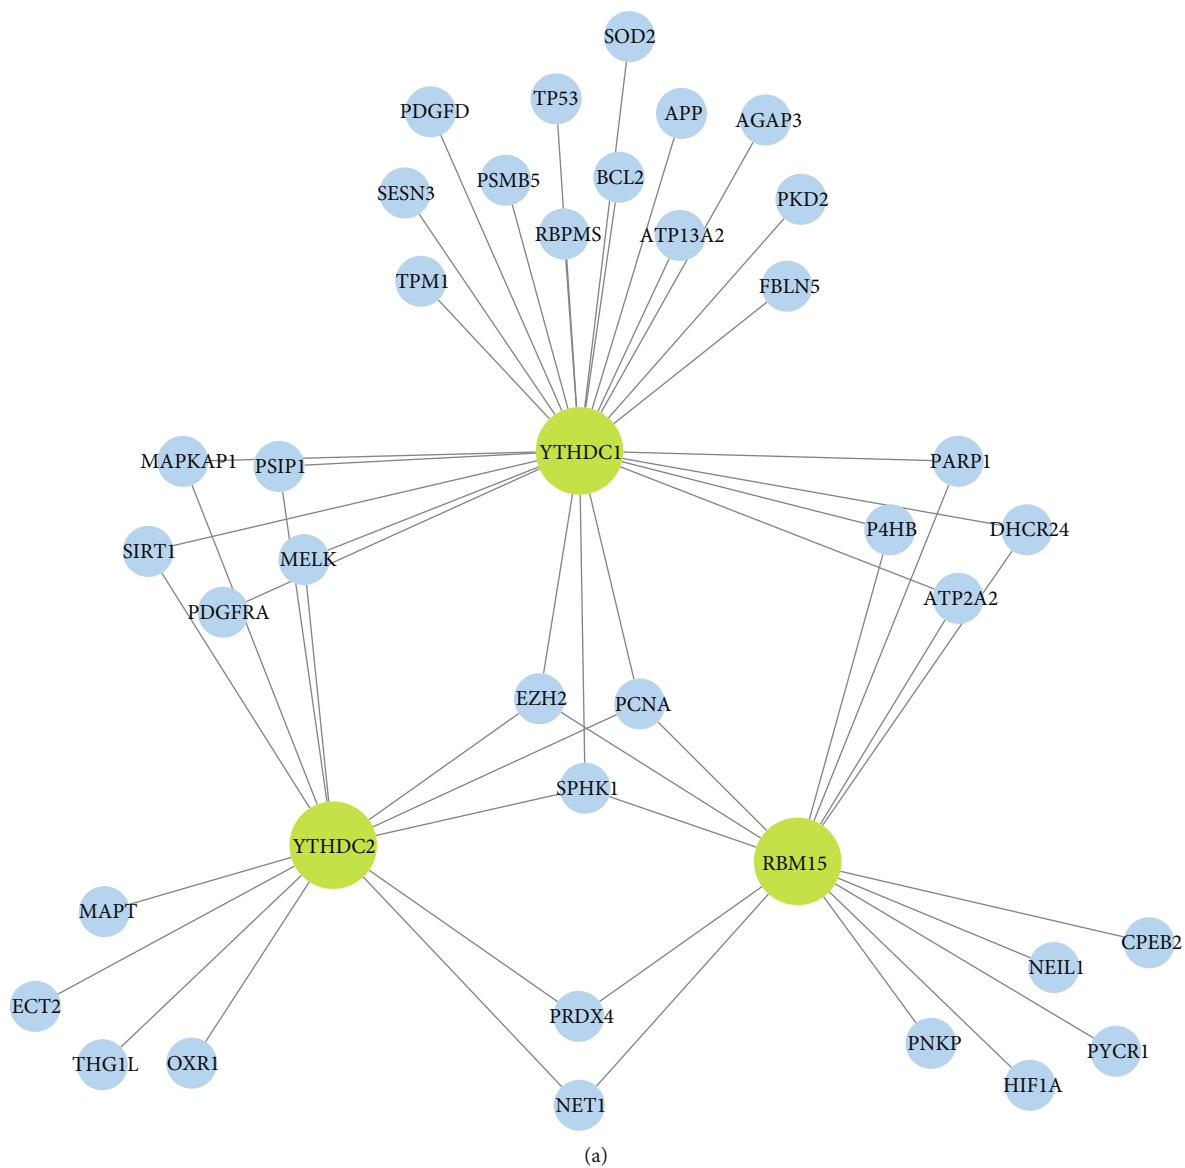 SOD2
TP53
PDGFD
APP
AGAP3
PSMB5
BCL2
SESN3
PKD2
RBPMS
ATP13A2
TPM1
FBLN5
YTHDC1
MAPKAP1
PSIP1
PARP1
P4HB
DHCR24
SIRT1
MELK
PDGFRA
ATP2A2
EZH2
PCNA
SPHK1
YTHDC2
RBM15
MAPT
CPEB2
NEIL1
ECT2
PRDX4
PNKP
PYCR1
THG1L
OXR1
HIF1A
NET1
(a)